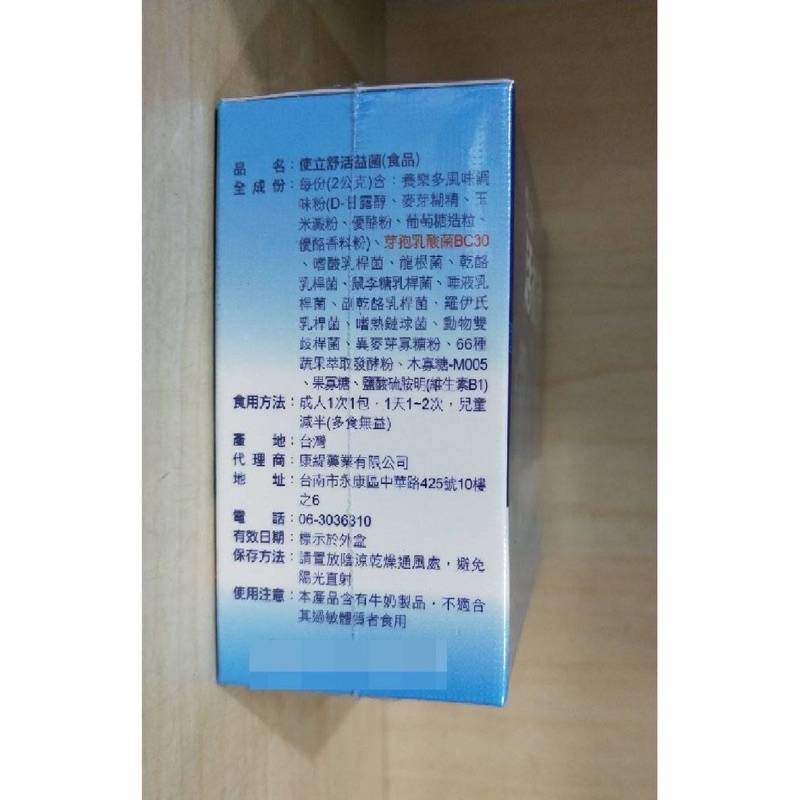 品 名：使立舒活益菌(食品)
全成份：每份(2公克)含：養樂多風味調
味粉(D-甘露醇、麥芽糊精、玉
米澱粉、優酪粉、葡萄糖造粒、
優酪香料粉)、芽孢乳酸菌BC30
、嗜酸乳桿菌、龍根菌、乾酪
乳桿菌、鼠李糖乳桿菌、唾液乳
桿菌、副乾酪乳桿菌、羅伊氏
乳桿菌、嗜熱鏈球菌、動物雙
歧桿菌、異麥芽寡糖粉、66種
蔬果萃取發酵粉、木寡糖-M005
、果寡糖、鹽酸硫胺明(維生素B1)
食用方法：成人1次1包，1天1~2次，兒童
減半(多食無益)
產 地：台灣
代理商：康緹藥業有限公司
地 址：台南市永康區中華路425號10樓
之6
電 話：06-3036310
有效日期：標示於外盒
保存方法：請置放陰涼乾燥通風處，避免
陽光直射
使用注意：本產品含有牛奶製品，不適合
其過敏體質者食用